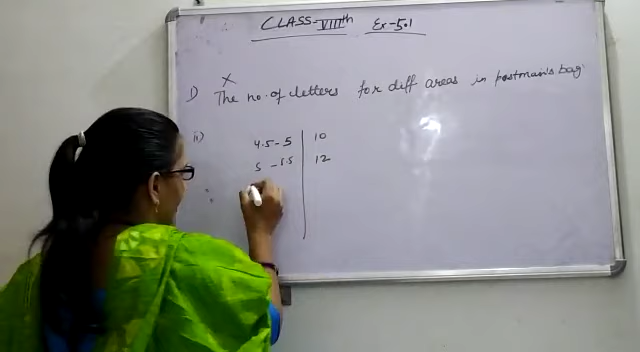 CLASS-VIIIth Ex-5.1
X
1) The no. of letters for diff areas in postman's bag
ii) 4.5-5 10
5-5.5 12